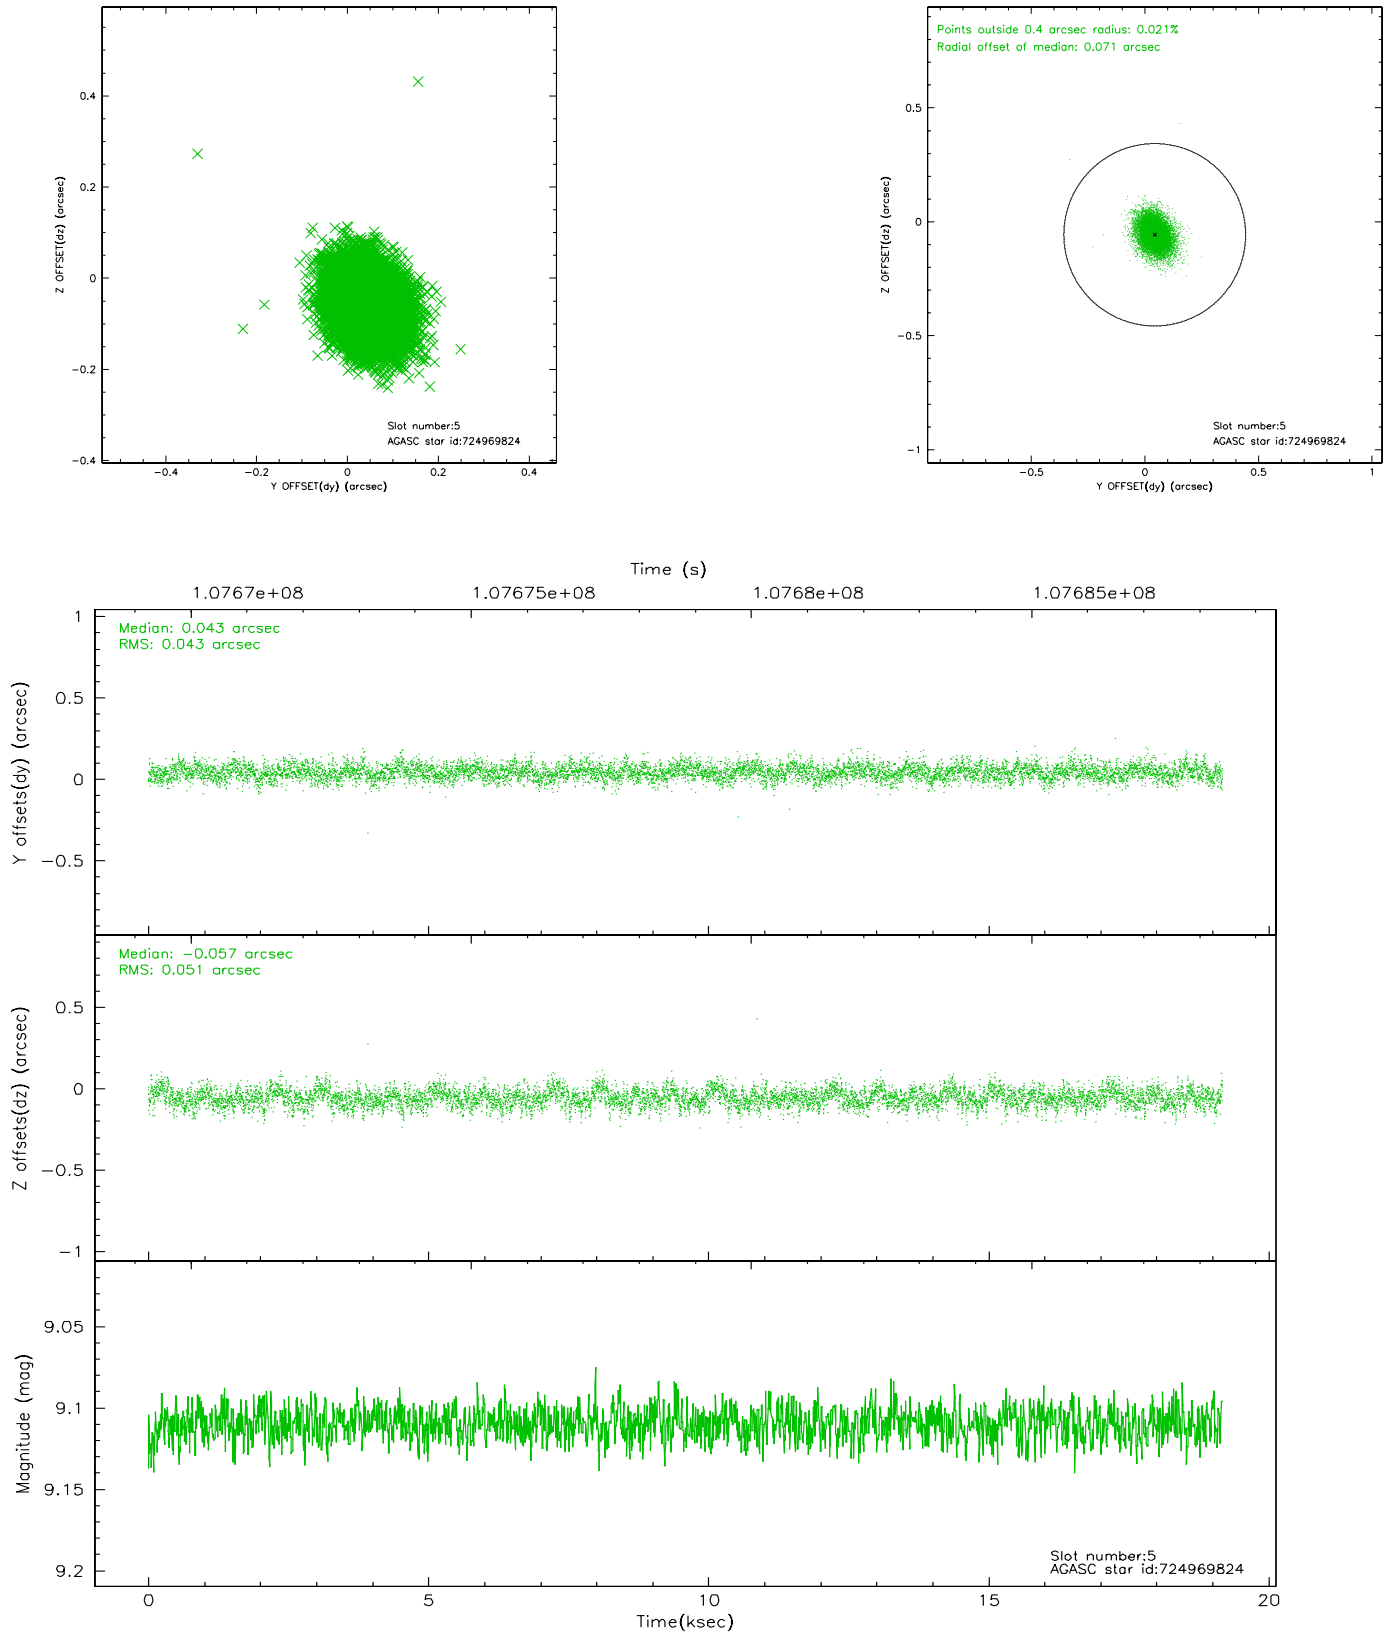 0.4
0.2
0
−0.2
−0.4
Z OFFSET(dz) (arcsec)
−0.4
−0.2
0
0.2
0.4
Y OFFSET(dy) (arcsec)
Slot number:5
AGASC star id:724969824
Points outside 0.4 arcsec radius: 0.021%
Radial offset of median: 0.071 arcsec
0.5
0
−0.5
−1
Z OFFSET(dz) (arcsec)
−0.5
0
0.5
1
Y OFFSET(dy) (arcsec)
Slot number:5
AGASC star id:724969824
Time (s)
1.0767e+08
1.07675e+08
1.0768e+08
1.07685e+08
Median: 0.043 arcsec
RMS: 0.043 arcsec
1
0.5
0
−0.5
Y offsets(dy) (arcsec)
Median: −0.057 arcsec
RMS: 0.051 arcsec
0.5
0
−0.5
−1
Z offsets(dz) (arcsec)
9.05
9.1
9.15
9.2
Magnitude (mag)
Slot number:5
AGASC star id:724969824
0
5
10
15
20
Time(ksec)